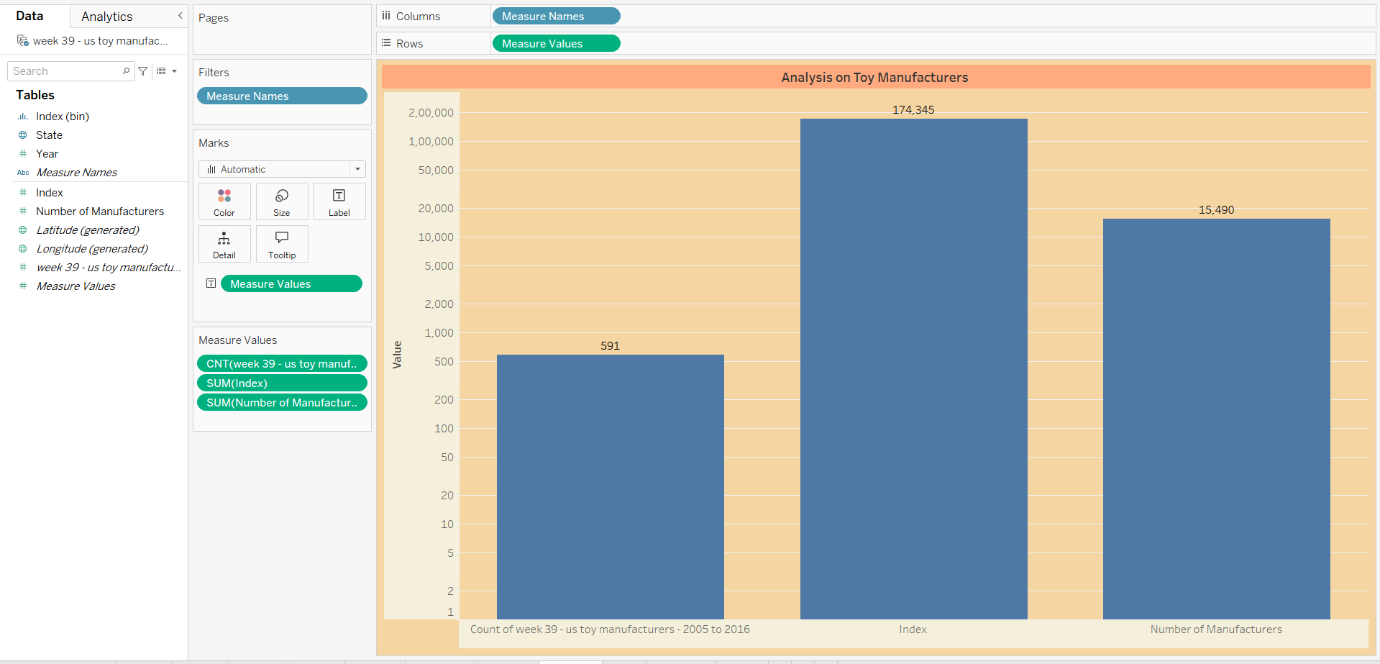 Data
Analytics
week 39 - us toy manufac...
Search
Tables
Index (bin)
State
Year
Abc Measure Names
Index
Number of Manufacturers
Latitude (generated)
Longitude (generated)
week 39 - us toy manufactu...
Measure Values
Pages
Filters
Measure Names
Marks
Automatic
Color
Size
Label
Detail
Tooltip
Measure Values
Measure Values
CNT(week 39 - us toy manuf..
SUM(Index)
SUM(Number of Manufactur..
Columns
Measure Names
Rows
Measure Values
Analysis on Toy Manufacturers
Value
2,00,000
1,00,000
50,000
20,000
10,000
5,000
2,000
1,000
500
200
100
50
20
10
5
2
1
591
174,345
15,490
Count of week 39 - us toy manufacturers - 2005 to 2016
Index
Number of Manufacturers